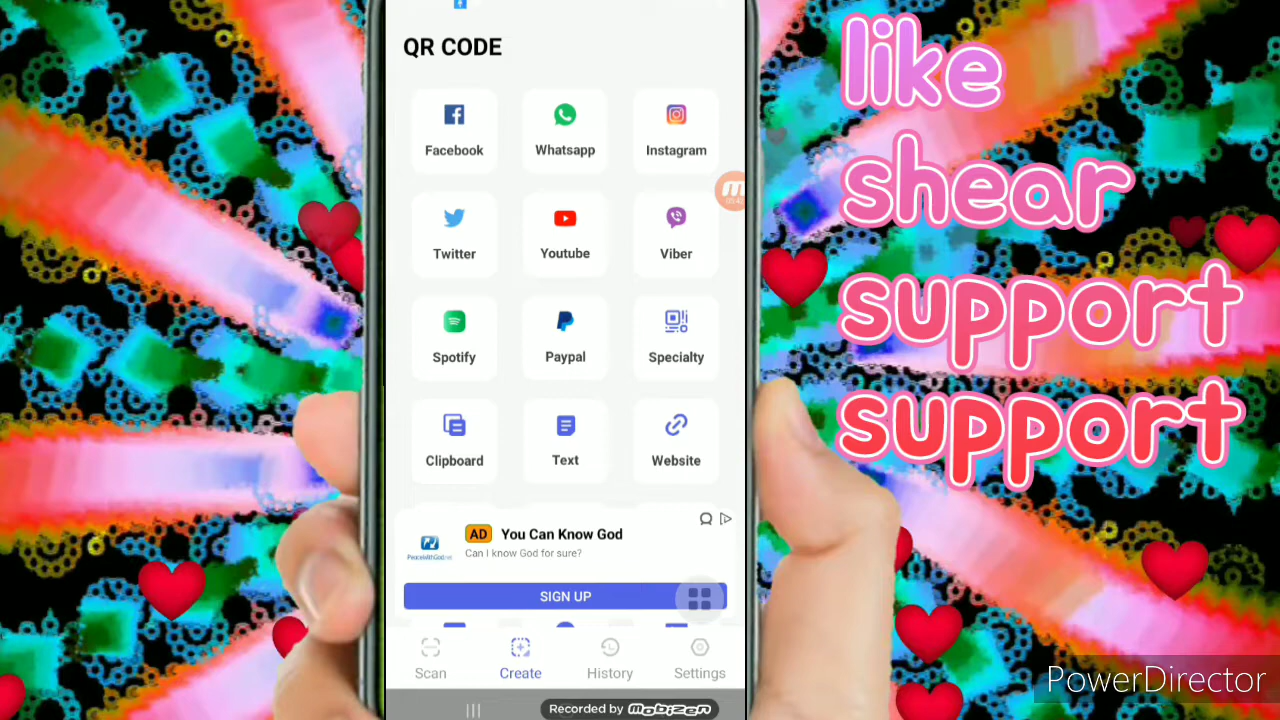 QR CODE
Facebook
Whatsapp
Instagram
Twitter
Youtube
Viber
Spotify
Paypal
Specialty
Clipboard
Text
Website
AD You Can Know God
Can I know God for sure?
PeaceWithGod.net
SIGN UP
Scan
Create
History
Settings
Recorded by mobizen
like
shear
support
support
PowerDirector